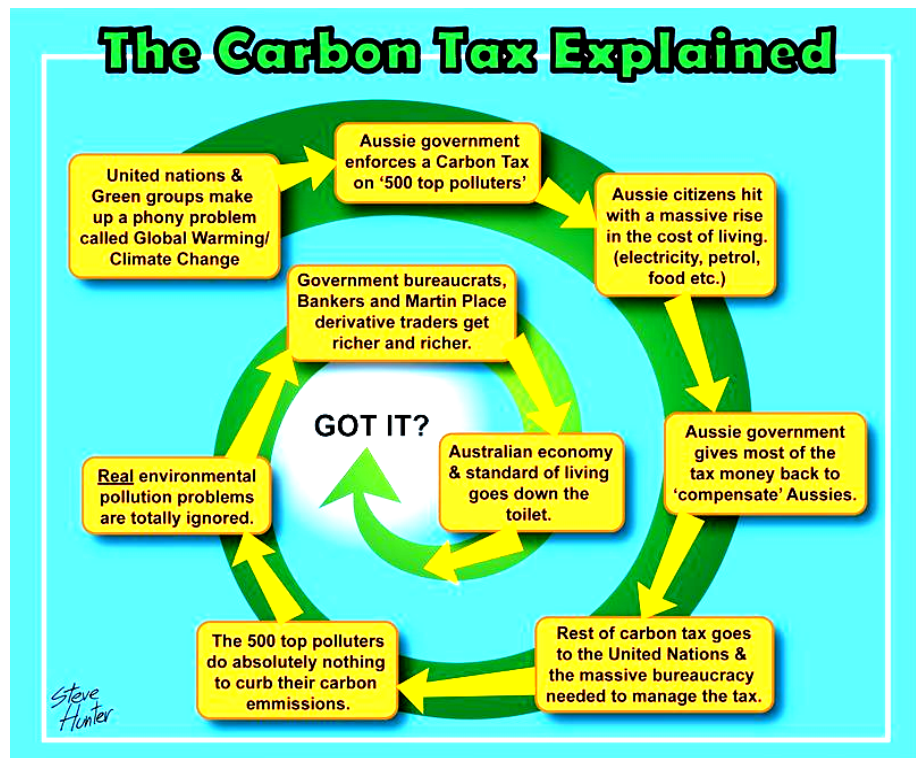 The Carbon Tax Explained
United nations &
Green groups make
up a phony problem
called Global Warming/
Climate Change
Aussie government
enforces a Carbon Tax
on ‘500 top polluters’
Aussie citizens hit
with a massive rise
in the cost of living.
(electricity, petrol,
food etc.)
Aussie government
gives most of the
tax money back to
‘compensate’ Aussies.
Rest of carbon tax goes
to the United Nations &
the massive bureaucracy
needed to manage the tax.
The 500 top polluters
do absolutely nothing
to curb their carbon
emmissions.
Real environmental
pollution problems
are totally ignored.
Government bureaucrats,
Bankers and Martin Place
derivative traders get
richer and richer.
Australian economy
& standard of living
goes down the
toilet.
GOT IT?
Steve
Hunter